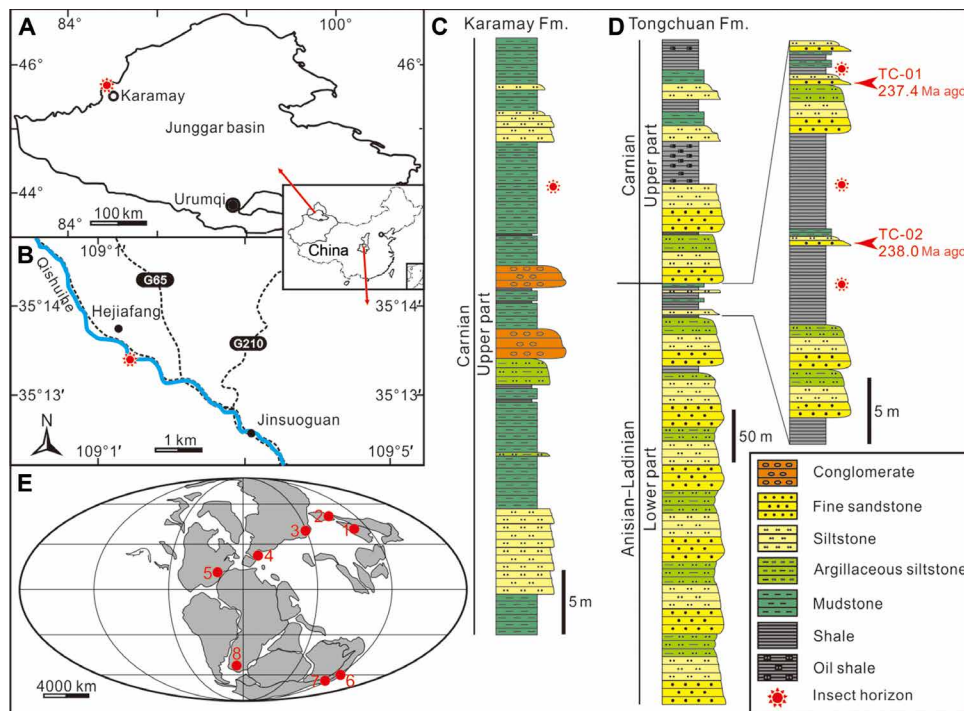 A
84°
100°
46°
46°
Karamay
Junggar basin
44°
Urumqi
84°
100 km
China
B
109°1′
Qishuihe
G65
35°14′
35°14′
Hejiafang
G210
35°13′
35°13′
N
Jinsuoguan
1 km
109°1′
109°5′
E
1
2
3
4
5
6
7
8
4000 km
C
Karamay Fm.
Carnian
Upper part
5 m
D
Tongchuan Fm.
Carnian
Upper part
Anisian–Ladinian
Lower part
50 m
TC-01
237.4 Ma ago
TC-02
238.0 Ma ago
5 m
Conglomerate
Fine sandstone
Siltstone
Argillaceous siltstone
Mudstone
Shale
Oil shale
Insect horizon